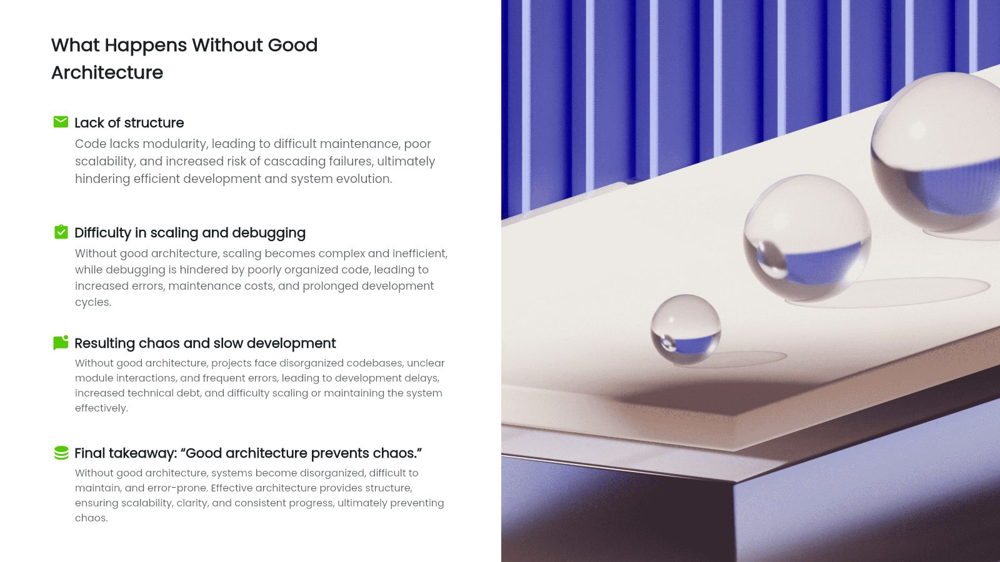 What Happens Without Good
Architecture
Lack of structure
Code lacks modularity, leading to difficult maintenance, poor
scalability, and increased risk of cascading failures, ultimately
hindering efficient development and system evolution.
Difficulty in scaling and debugging
Without good architecture, scaling becomes complex and inefficient,
while debugging is hindered by poorly organized code, leading to
increased errors, maintenance costs, and prolonged development
cycles.
Resulting chaos and slow development
Without good architecture, projects face disorganized codebases, unclear
module interactions, and frequent errors, leading to development delays,
increased technical debt, and difficulty scaling or maintaining the system
effectively.
Final takeaway: “Good architecture prevents chaos.”
Without good architecture, systems become disorganized, difficult to
maintain, and error-prone. Effective architecture provides structure,
ensuring scalability, clarity, and consistent progress, ultimately preventing
chaos.